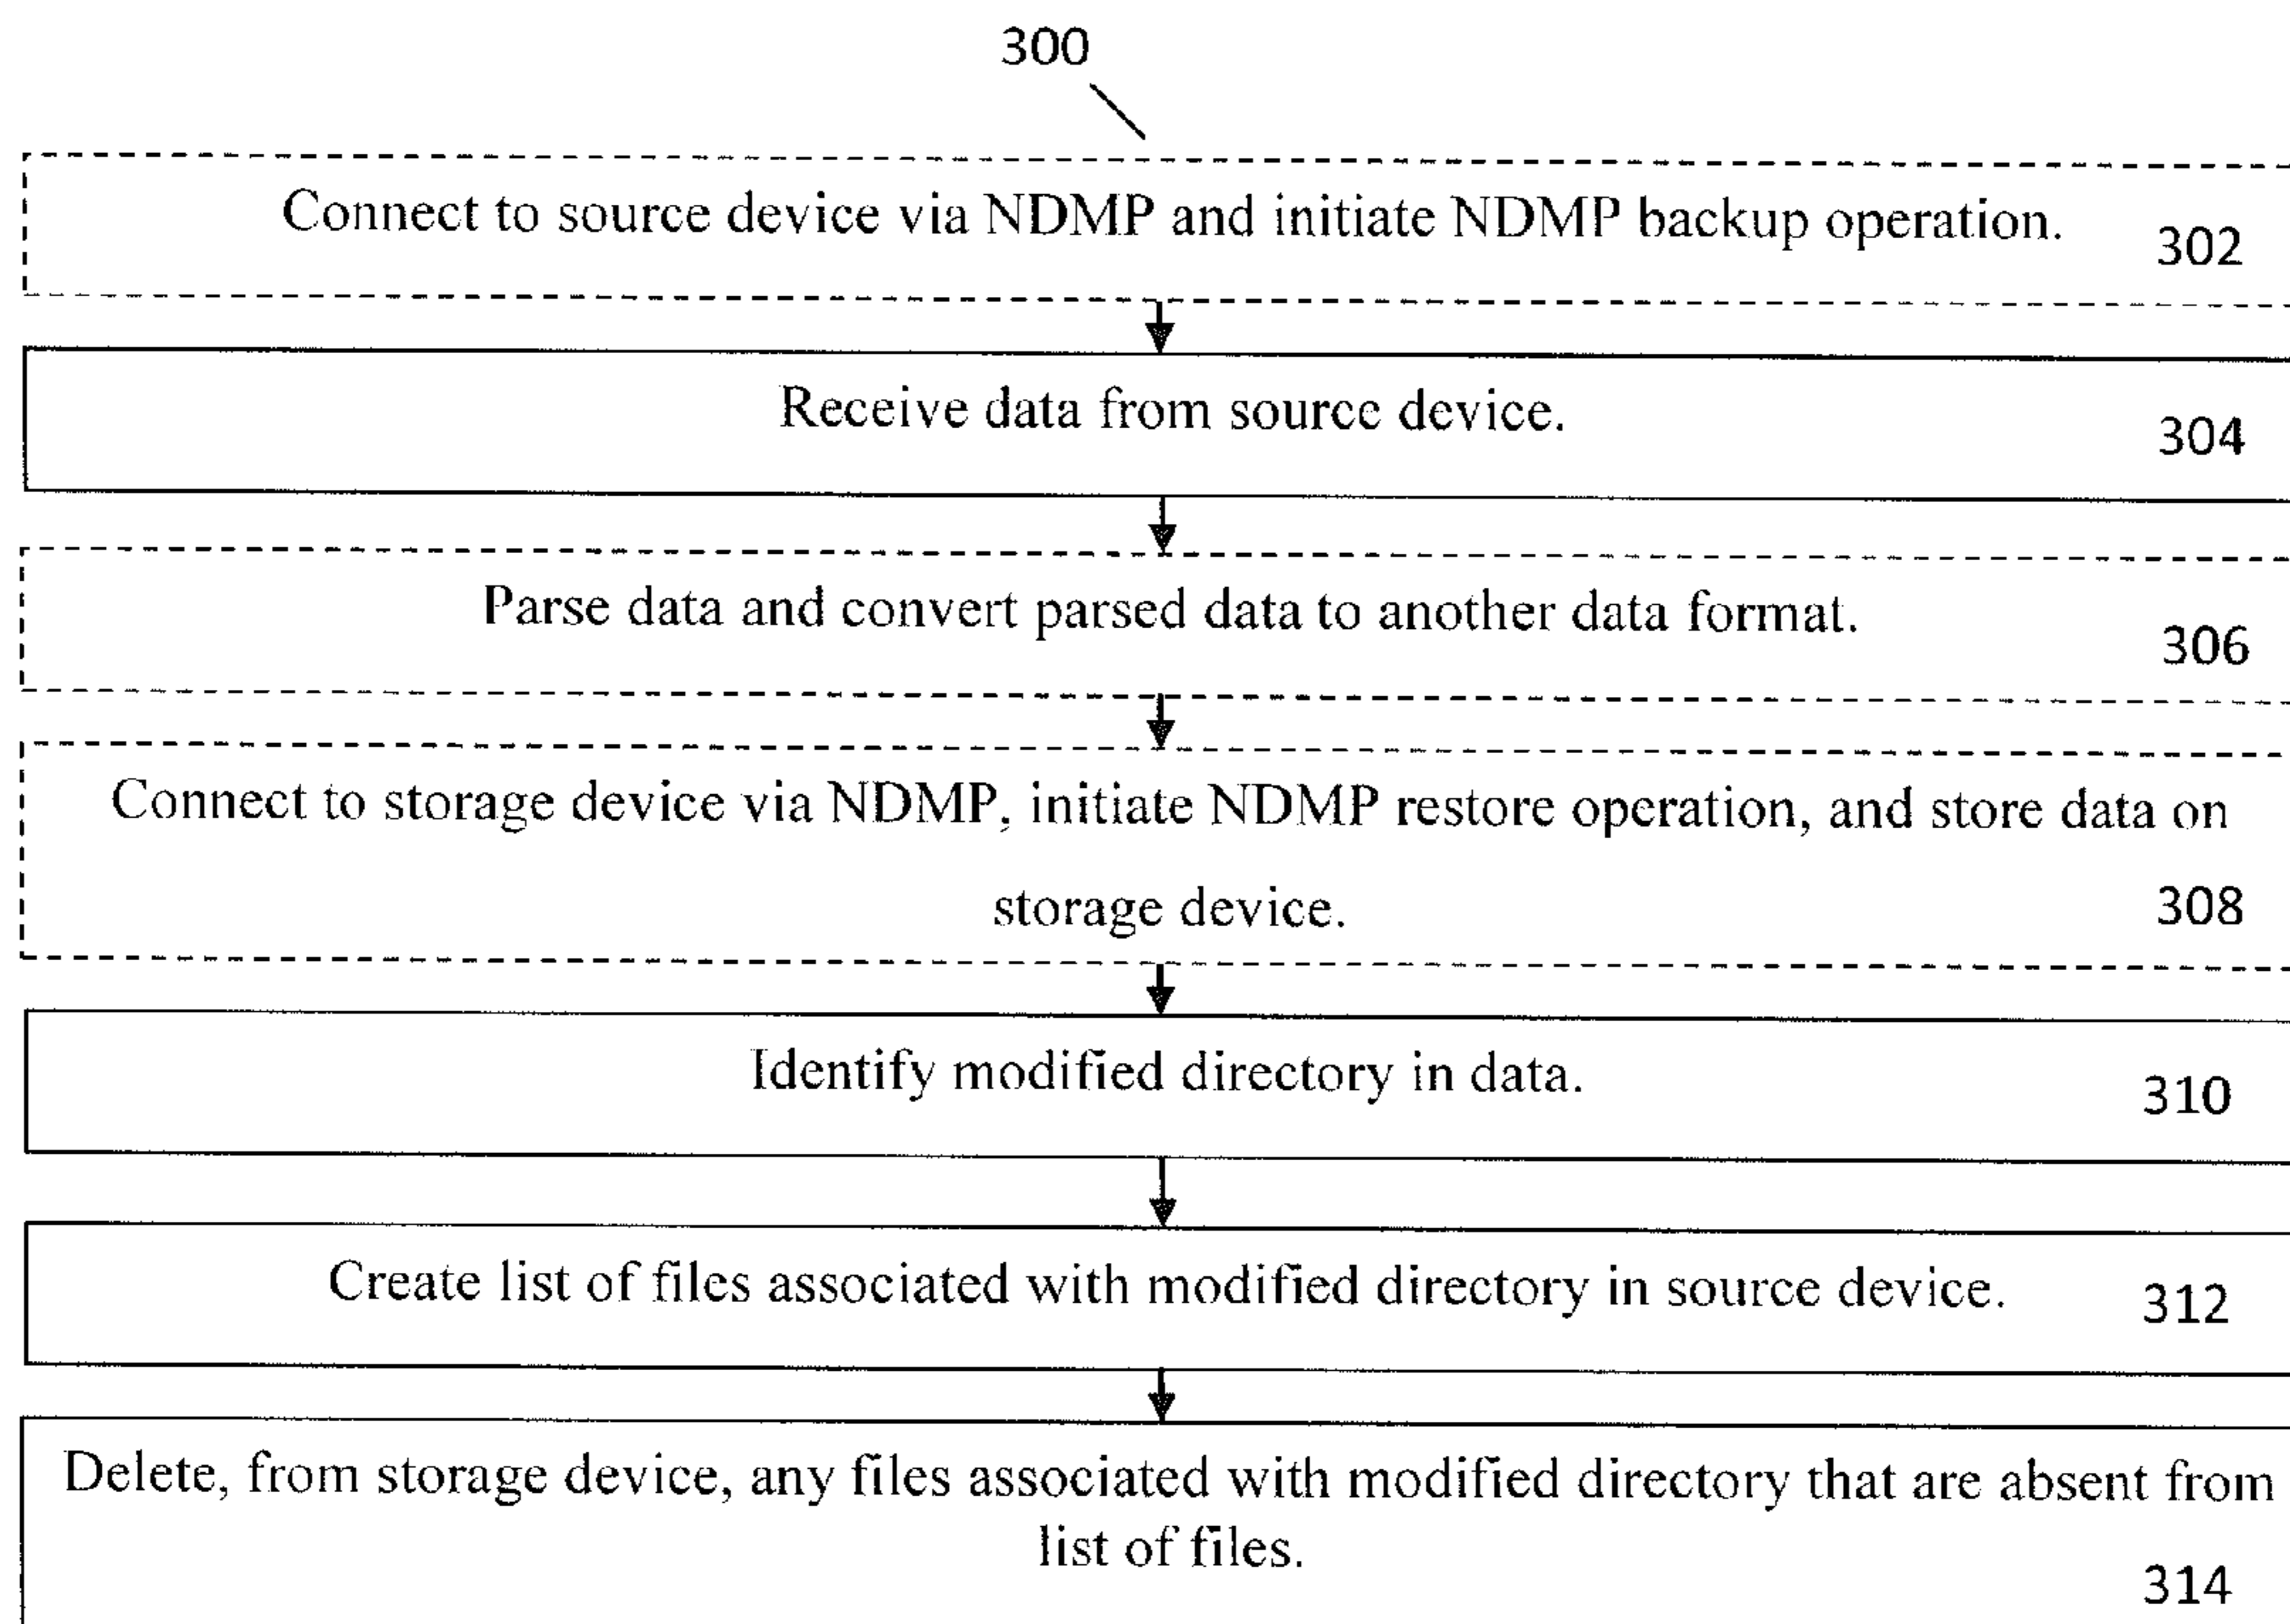 300
Connect to source device via NDMP and initiate NDMP backup operation.
302
Receive data from source device.
304
Parse data and convert parsed data to another data format.
306
Connect to storage device via NDMP, initiate NDMP restore operation, and store data on
storage device.
308
Identify modified directory in data.
310
Create list of files associated with modified directory in source device.
312
Delete, from storage device, any files associated with modified directory that are absent from
list of files.
314